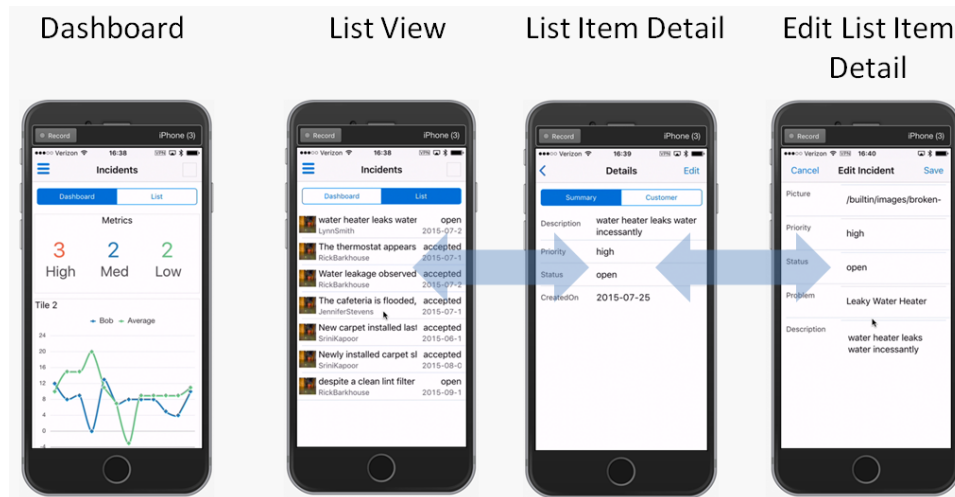 Dashboard
List View
List Item Detail
Edit List Item
Detail
Record
iPhone (3)
Verizon
16:38
Incidents
Dashboard
List
Metrics
3
2
2
High
Med
Low
Tile 2
Bob
Average
24
20
16
12
8
4
0
-4
Record
iPhone (3)
Verizon
16:38
Incidents
Dashboard
List
water heater leaks water
open
LynnSmith
2015-07-2
The thermostat appears
accepted
RickBarkhouse
2015-07-1
Water leakage observed
accepted
RickBarkhouse
2015-07-2
The cafeteria is flooded,
accepted
JenniferStevens
2015-07-1
New carpet installed last
accepted
SriniKapoor
2015-06-1
Newly installed carpet sl
accepted
SriniKapoor
2015-08-0
despite a clean lint filter
open
RickBarkhouse
2015-09-1
Record
iPhone (3)
Verizon
16:39
Details
Edit
Summary
Customer
Description
water heater leaks water
incessantly
Priority
high
Status
open
CreatedOn
2015-07-25
Record
iPhone (3)
Verizon
VPN
16:40
Cancel
Edit Incident
Save
Picture
/builtin/images/broken-
Priority
high
Status
open
Problem
Leaky Water Heater
Description
water heater leaks
water incessantly